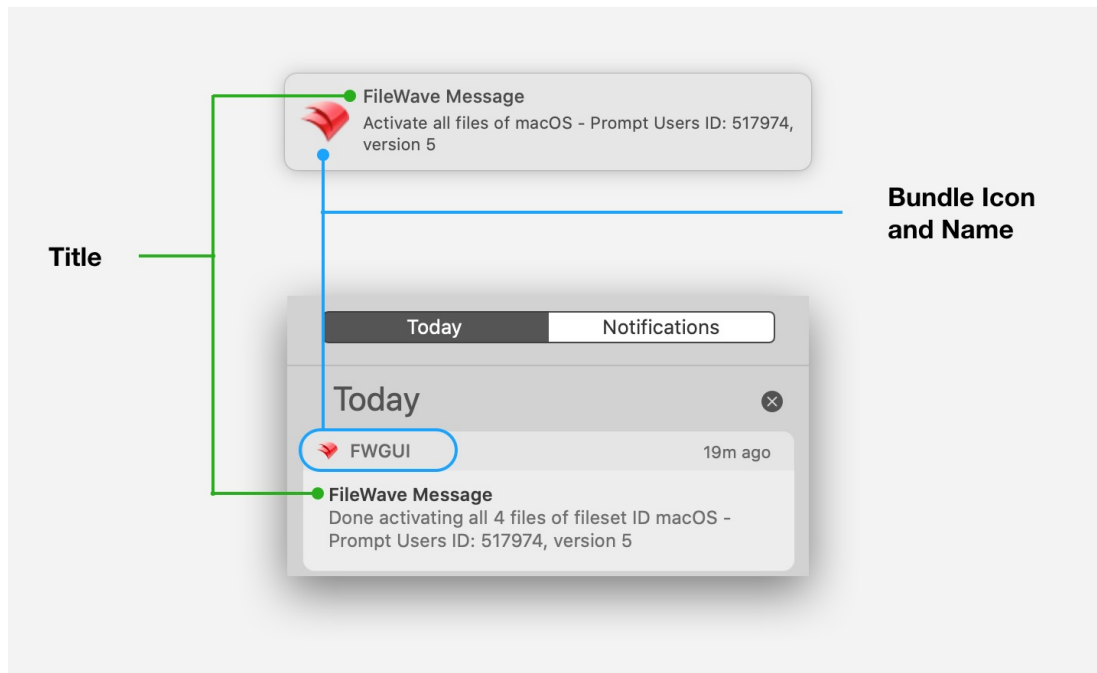 FileWave Message
Activate all files of macOS - Prompt Users ID: 517974,
version 5
Bundle Icon
and Name
Title
Today
Notifications
Today
FWGUI
19m ago
FileWave Message
Done activating all 4 files of fileset ID macOS -
Prompt Users ID: 517974, version 5